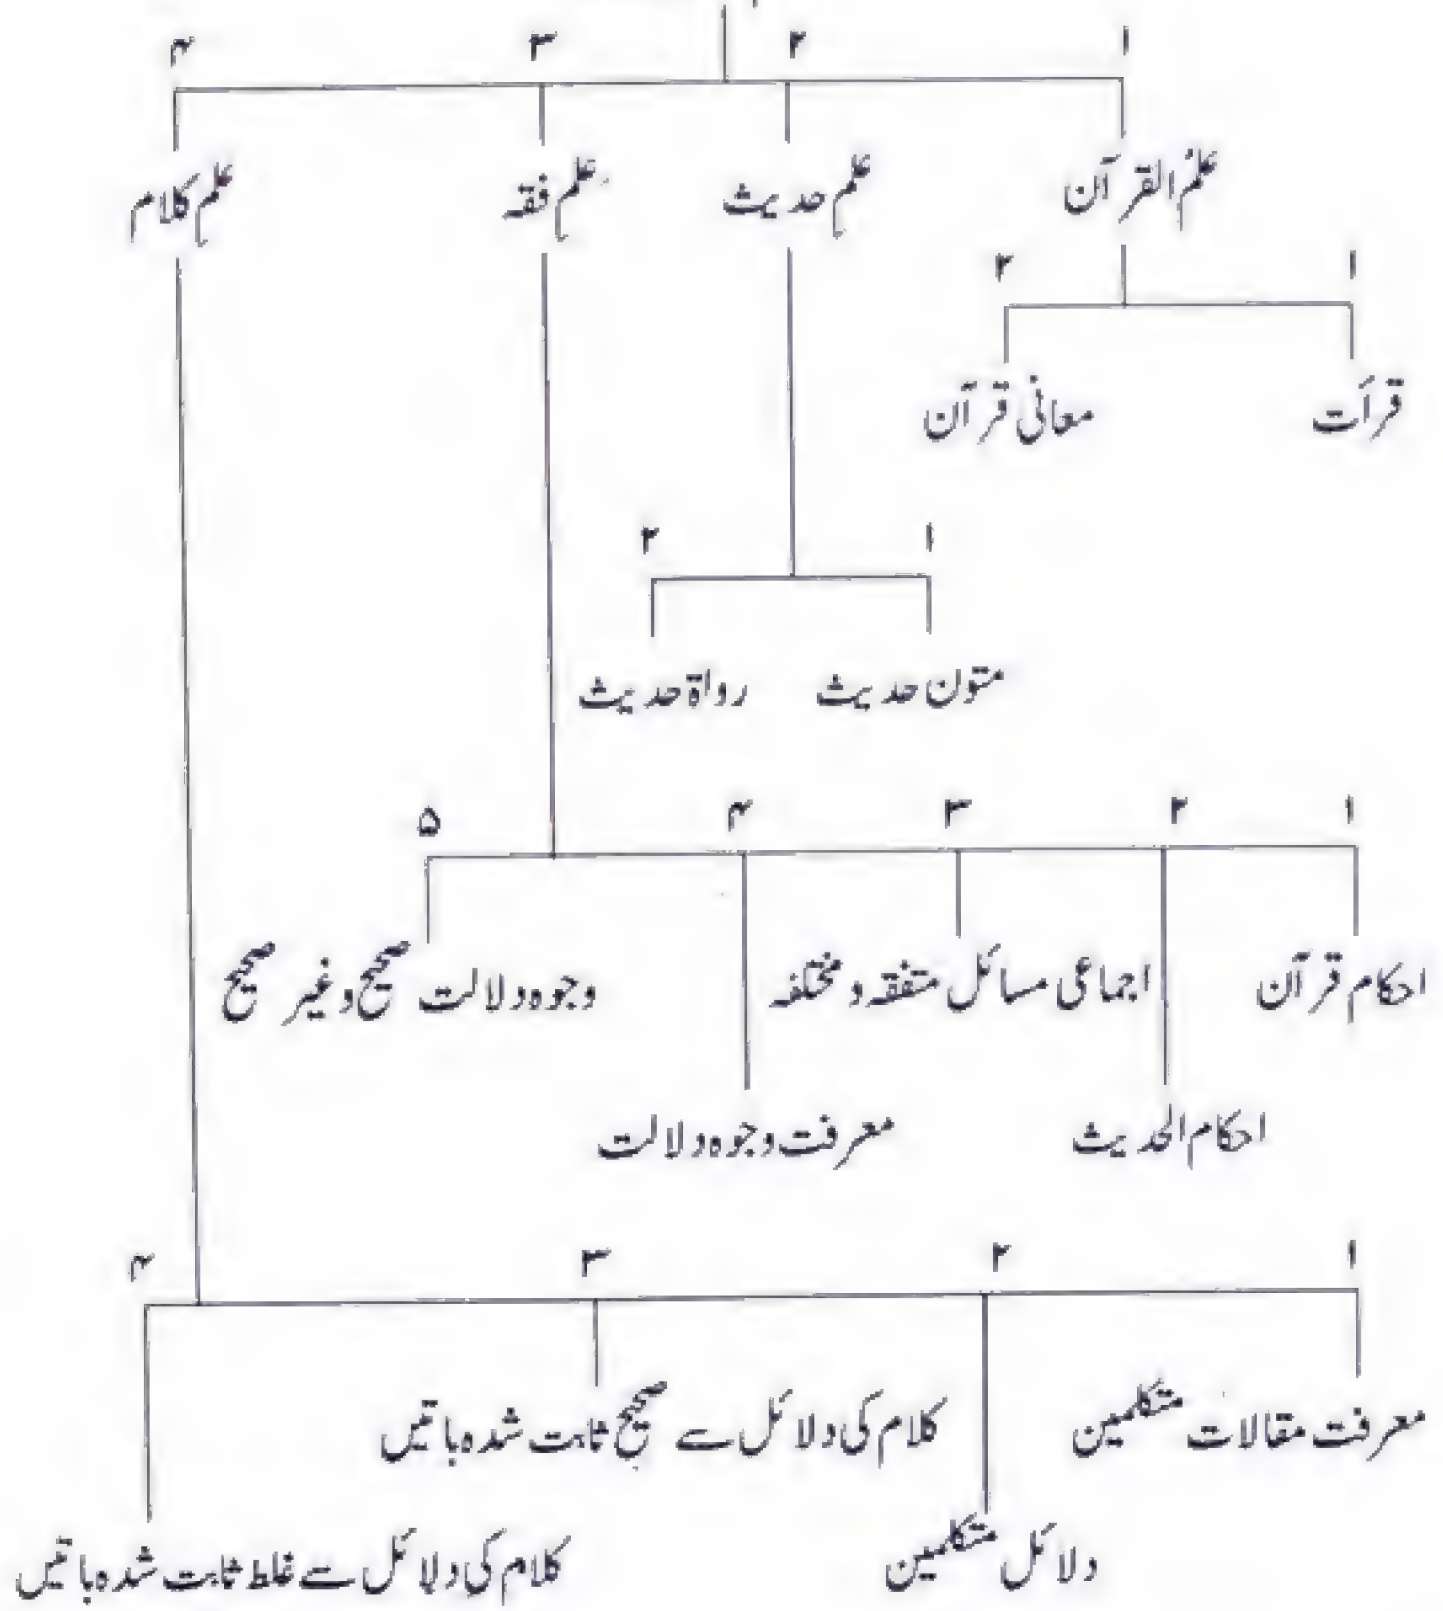 ۱ ۲ ۳ ۴
علمُ القرآن علم حدیث علم فقہ علم کلام
۱ ۲
قرأت معانی قرآن
۱ ۲
متون حدیث رواۃ حدیث
۱ ۲ ۳ ۴ ۵
احکام قرآن اجماعی مسائل متفقہ و مختلفہ وجوہ دلالت صحیح و غیر صحیح
احکام الحدیث معرفت وجوہ دلالت
۱ ۲ ۳ ۴
معرفت مقالات متکلمین کلام کی دلائل سے صحیح ثابت شدہ باتیں
دلائل متکلمین کلام کی دلائل سے غلط ثابت شدہ باتیں